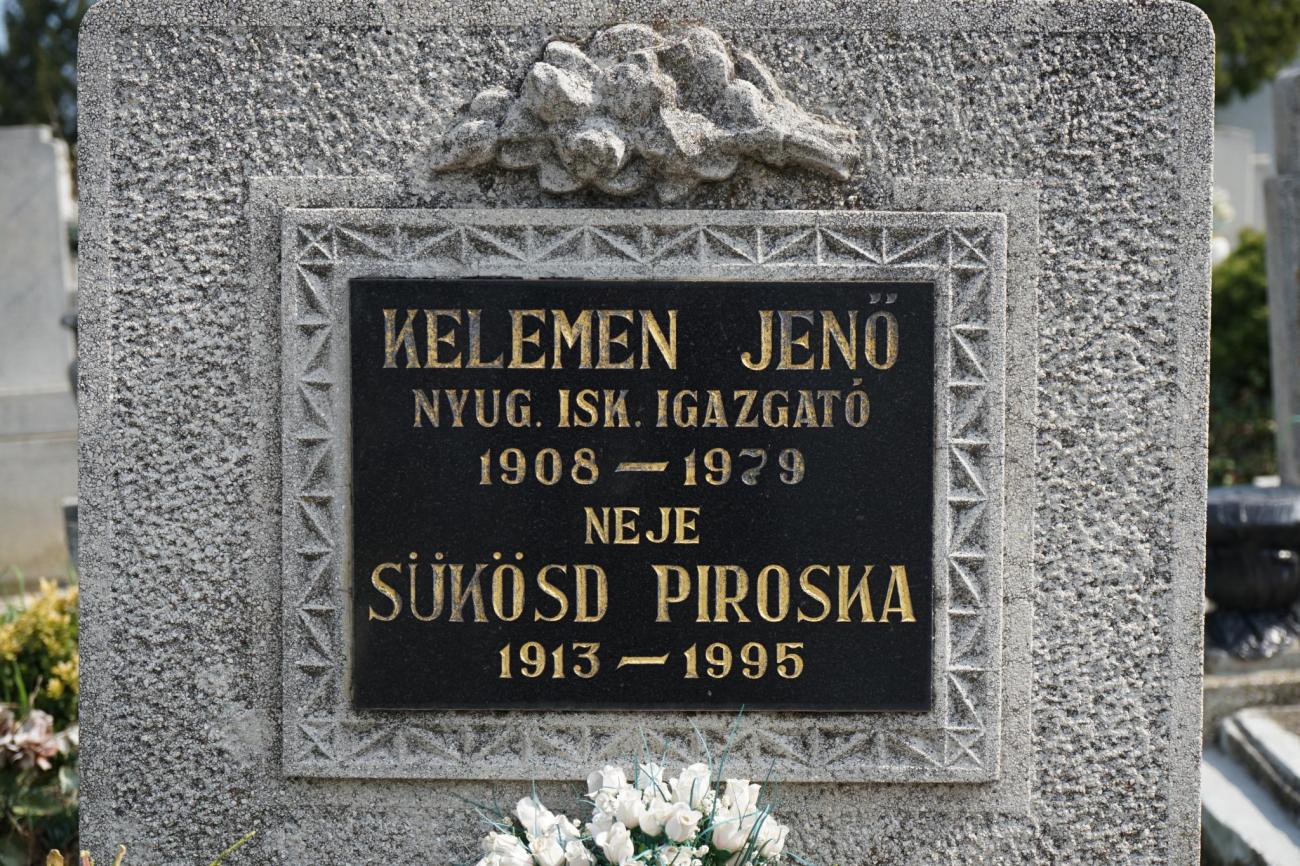 KELEMEN JENŐ
NYUG. ISK. IGAZGATÓ
1908 — 1979
NEJE
SÜKÖSD PIROSKA
1913 — 1995